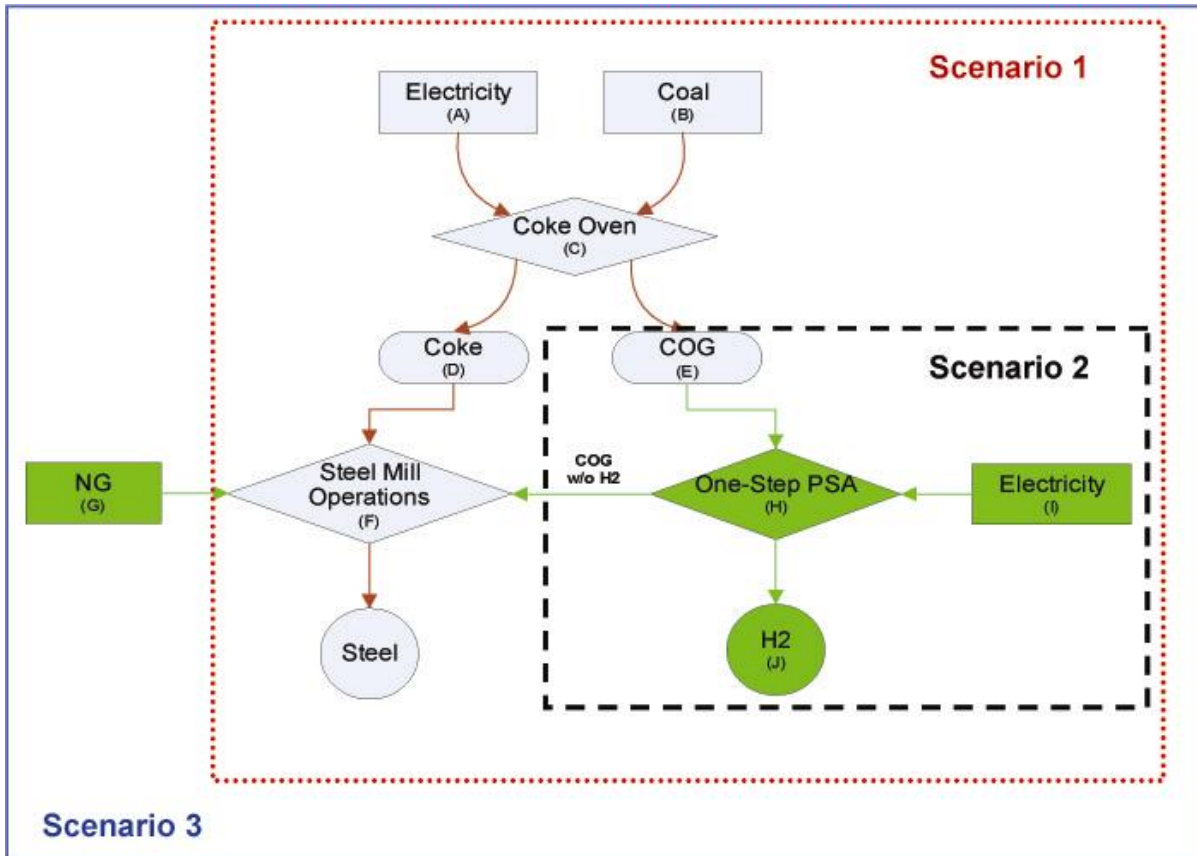 Scenario 1
Electricity
(A)
Coal
(B)
Coke Oven
(C)
Coke
(D)
COG
(E)
Scenario 2
NG
(G)
Steel Mill
Operations
(F)
COG
w/o H2
One-Step PSA
(H)
Electricity
(I)
Steel
H2
(J)
Scenario 3